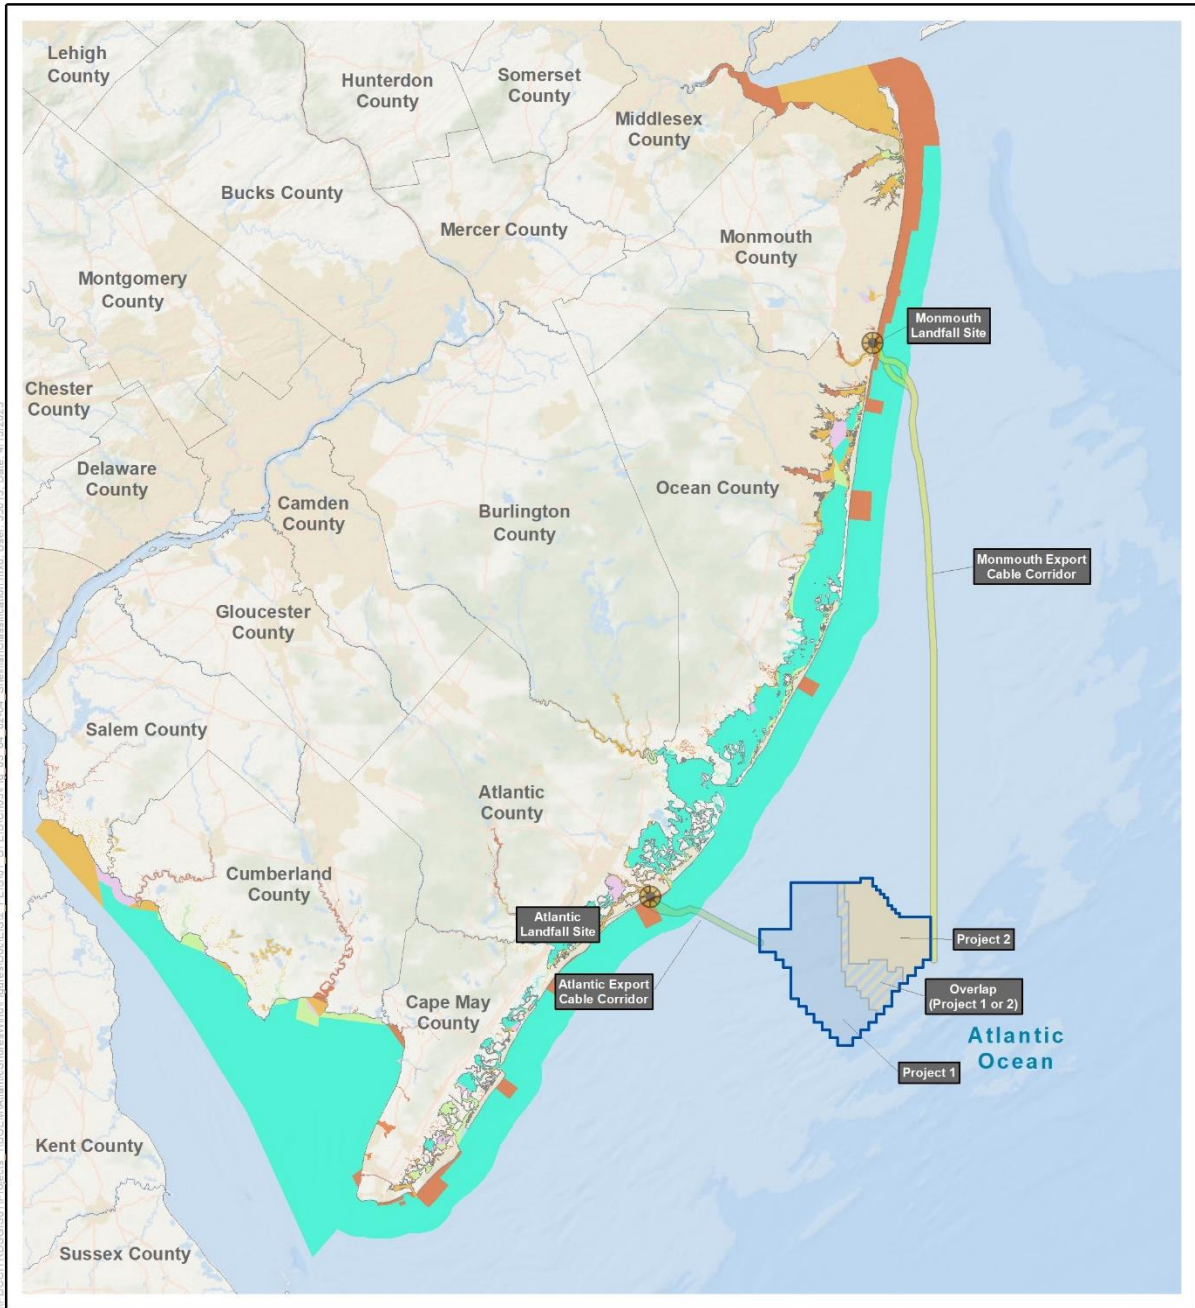 Lehigh
County
Hunterdon
County
Somerset
County
Middlesex
County
Bucks County
Mercer County
Monmouth
County
Montgomery
County
Monmouth
Landfall Site
Chester
County
Delaware
County
Camden
County
Burlington
County
Ocean County
Monmouth Export
Cable Corridor
Gloucester
County
Salem County
Atlantic
County
Cumberland
County
Atlantic
Landfall Site
Project 2
Atlantic Export
Cable Corridor
Overlap
(Project 1 or 2)
Cape May
County
Atlantic
Ocean
Project 1
Kent County
Sussex County